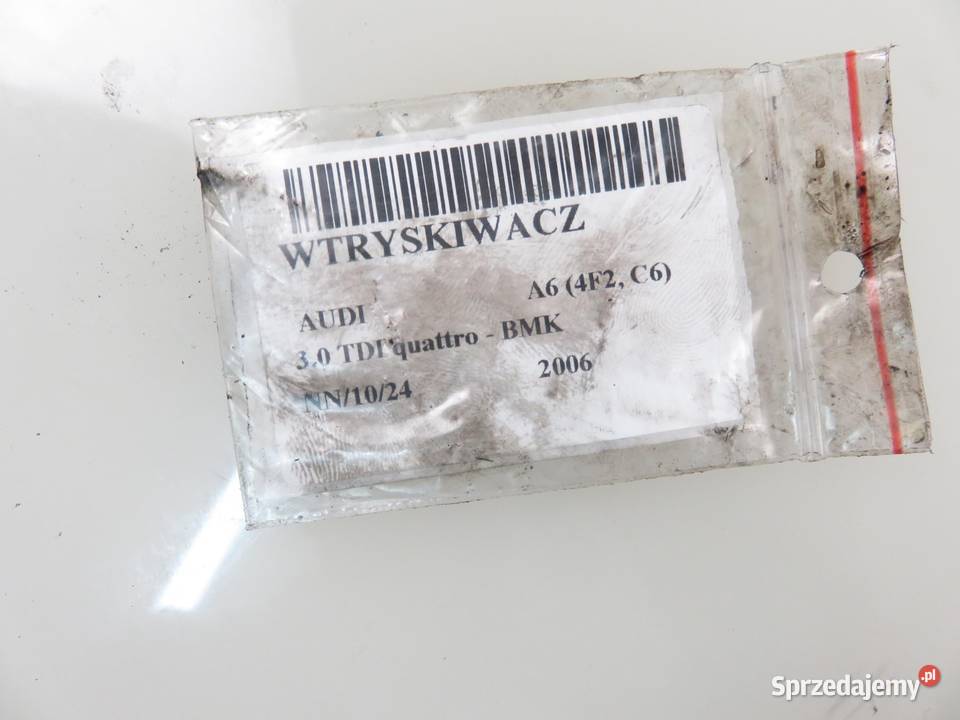 WTRYSKIWACZ
AUDI A6 (4F2, C6)
3.0 TDI quattro - BMK
NN/10/24 2006
Sprzedajemy.pl